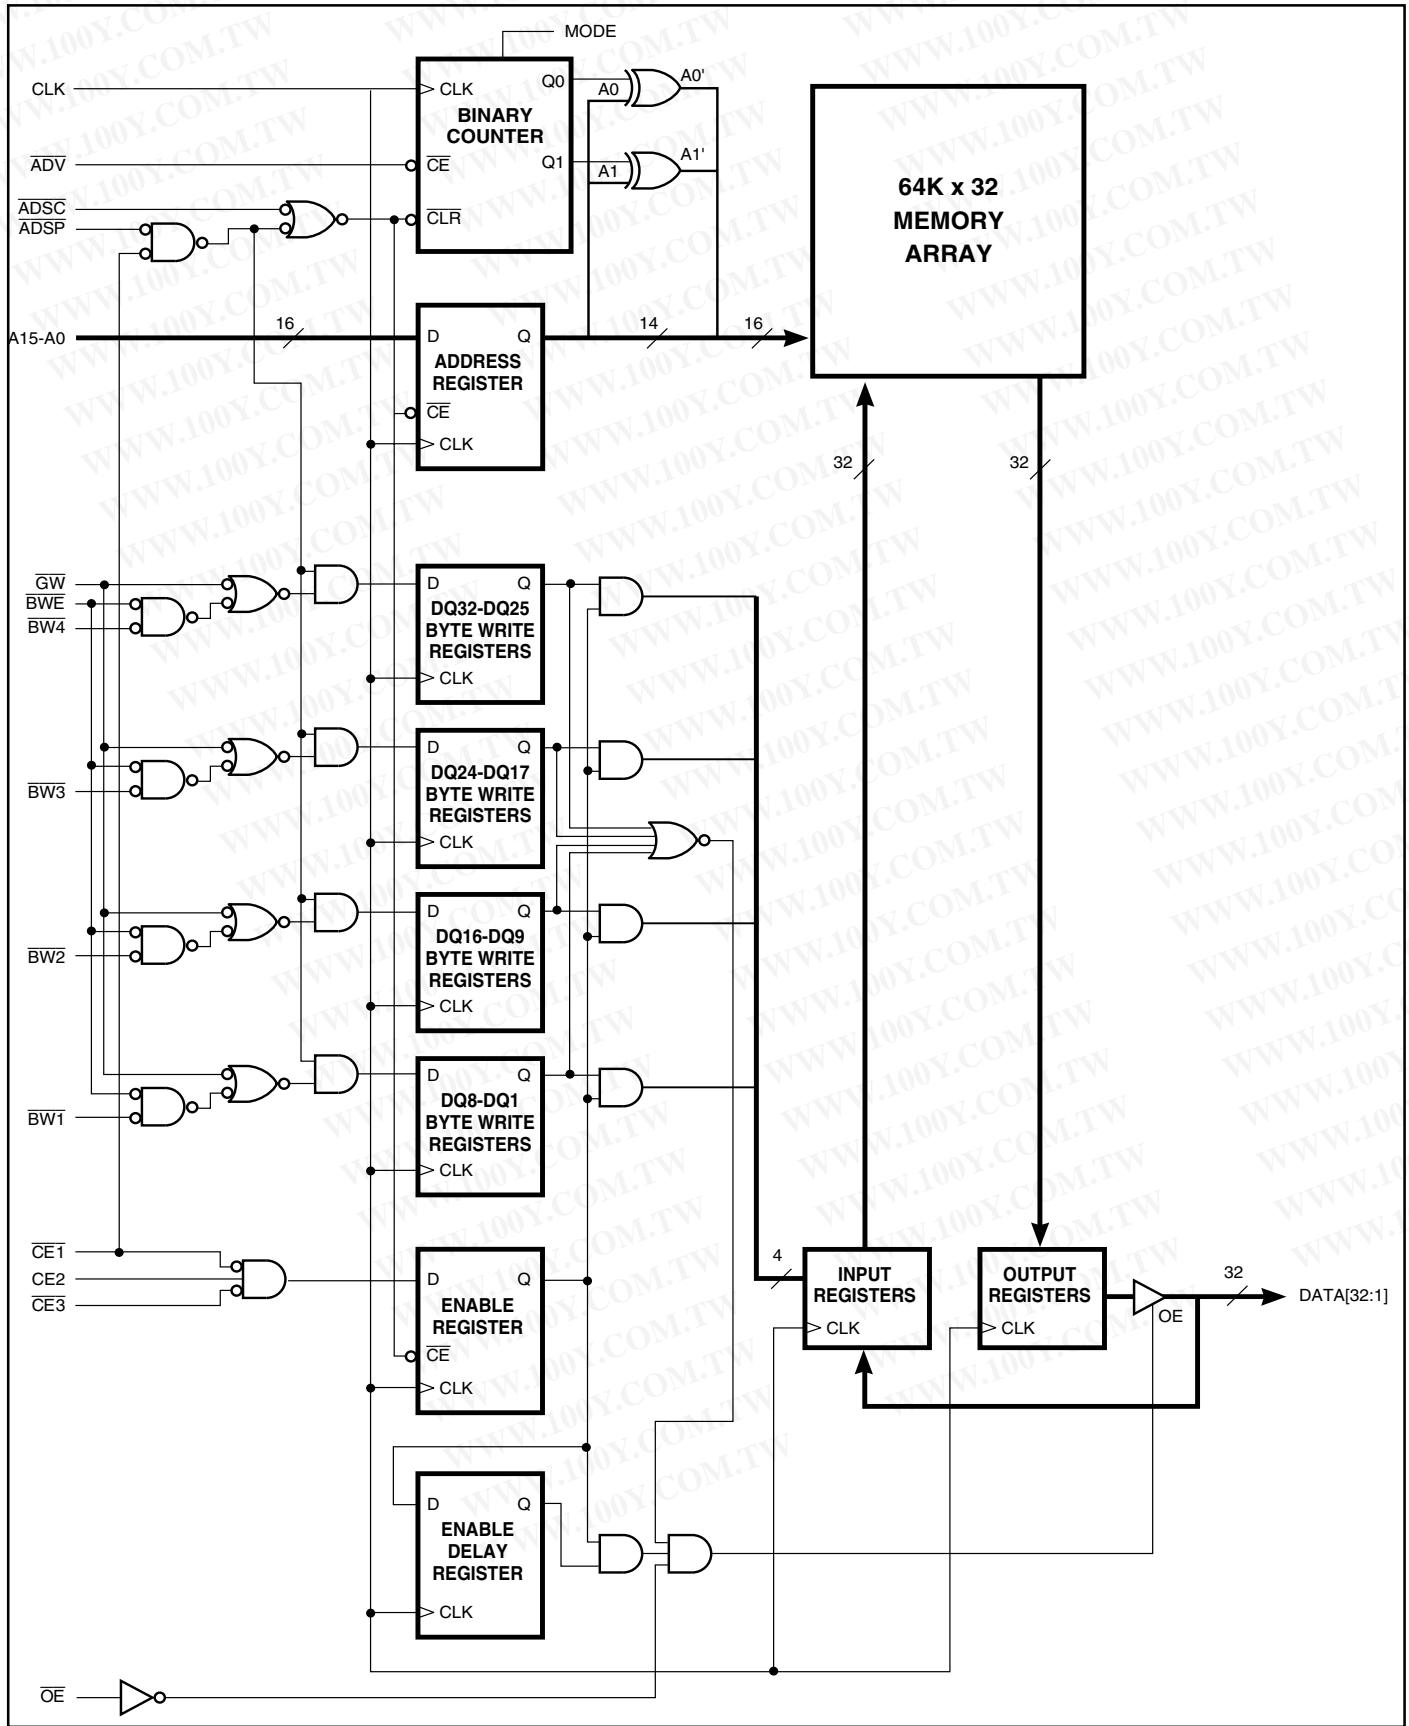 MODE
CLK
CLK
Q0
A0
A0'
BINARY
COUNTER
ADV
CE
Q1
A1
A1'
64K x 32
MEMORY
ARRAY
ADSC
ADSP
CLR
A15-A0
16
D
Q
14
16
ADDRESS
REGISTER
CE
CLK
32
32
GW
BWE
BW4
D
Q
DQ32-DQ25
BYTE WRITE
REGISTERS
CLK
BW3
D
Q
DQ24-DQ17
BYTE WRITE
REGISTERS
CLK
BW2
D
Q
DQ16-DQ9
BYTE WRITE
REGISTERS
CLK
BW1
D
Q
DQ8-DQ1
BYTE WRITE
REGISTERS
CLK
CE1
CE2
CE3
D
Q
ENABLE
REGISTER
CE
CLK
4
INPUT
REGISTERS
CLK
OUTPUT
REGISTERS
CLK
OE
32
DATA[32:1]
D
Q
ENABLE
DELAY
REGISTER
CLK
OE
WWW.100Y.COM.TW